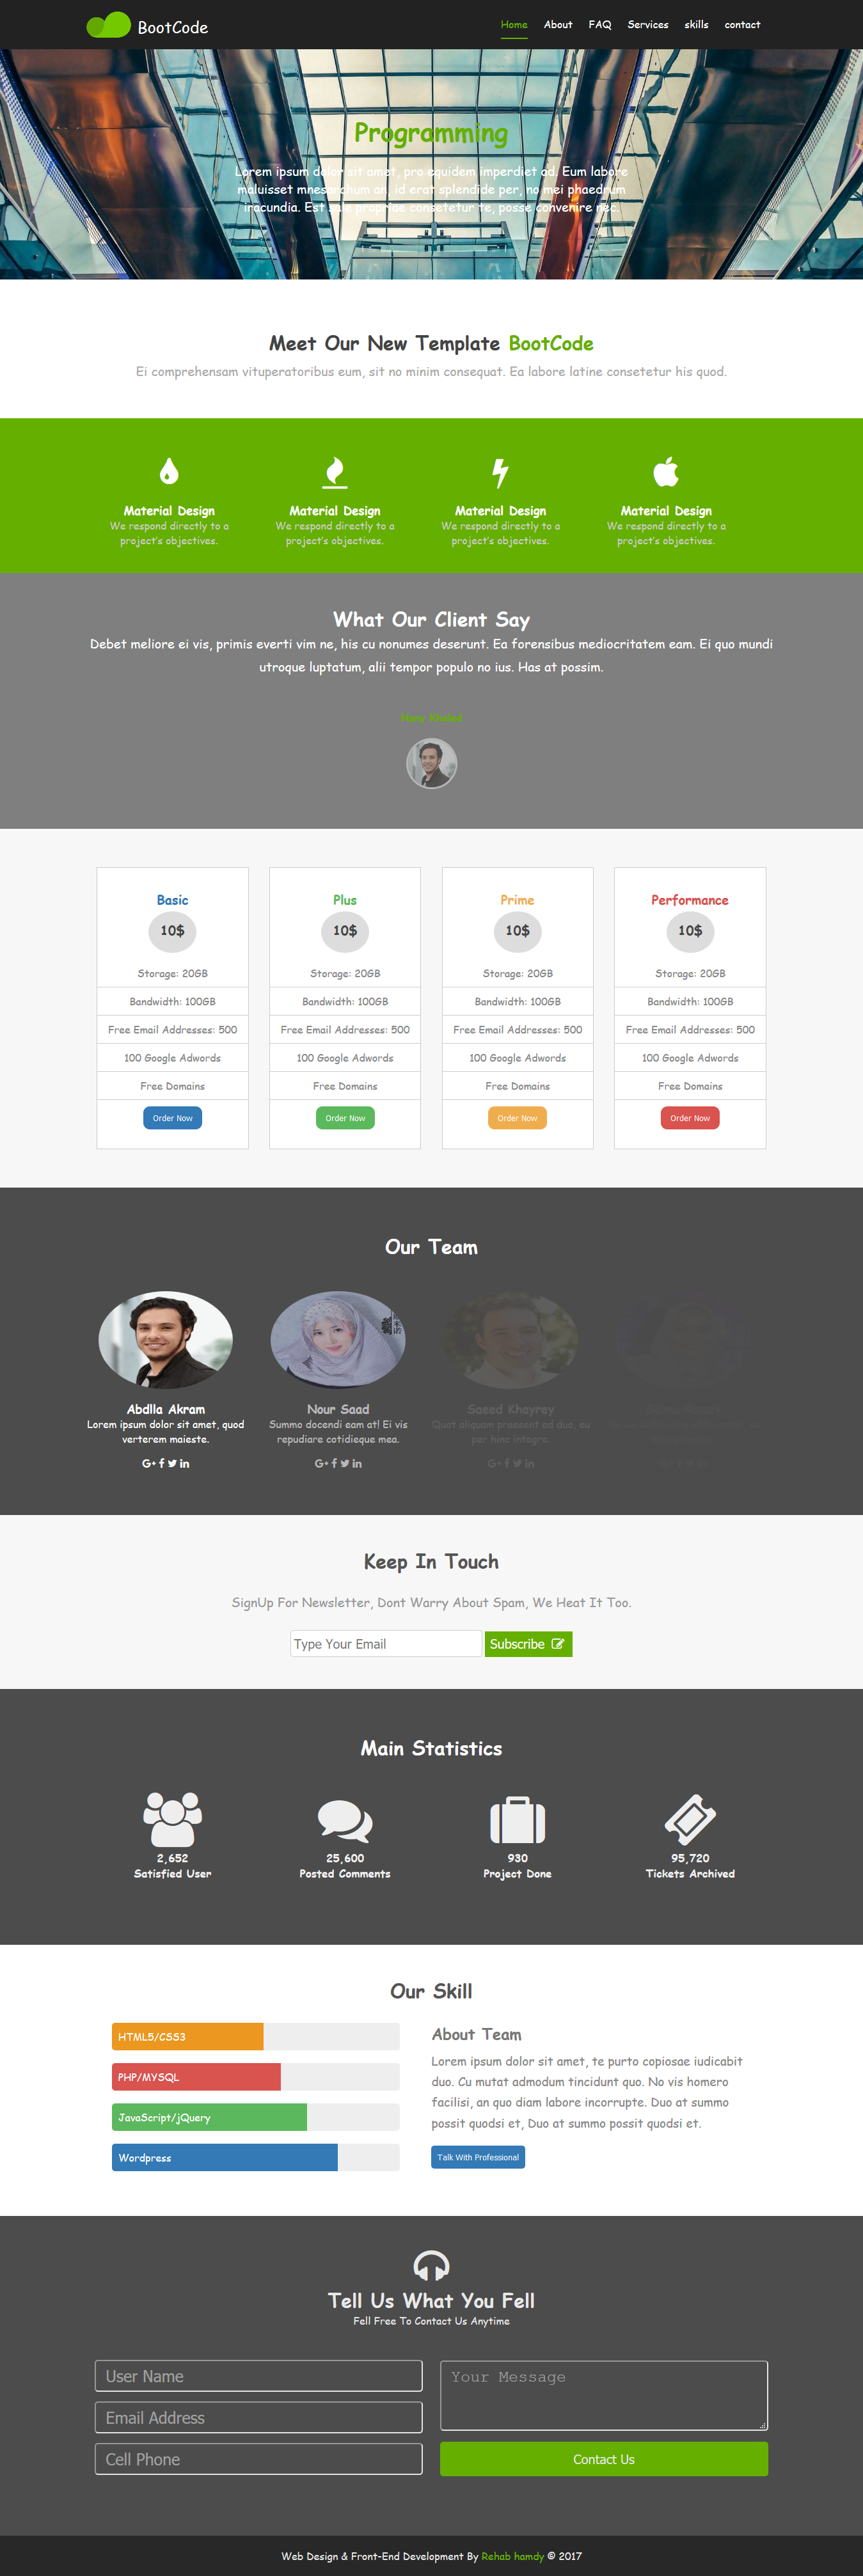 BootCode
Home About FAQ Services skills contact
Programming
Lorem ipsum dolor sit amet, pro equidem imperdiet ad. Eum labore
maluisset mnesarchum an, id erat splendide per, no mei phaedrum
iracundia. Est sale propriae consetetur te, posse convenire nec.
Meet Our New Template BootCode
Ei comprehensam vituperatoribus eum, sit no minim consequat. Ea labore latine consetetur his quod.
Material Design Material Design Material Design Material Design
We respond directly to a We respond directly to a We respond directly to a We respond directly to a
project's objectives. project's objectives. project's objectives. project's objectives.
What Our Client Say
Debet meliore ei vis, primis everti vim ne, his cu nonumes deserunt. Ea forensibus mediocritatem eam. Ei quo mundi
utroque luptatum, alii tempor populo no ius. Has at possim.
Basic Plus Prime Performance
10$ 10$ 10$ 10$
Storage: 20GB Storage: 20GB Storage: 20GB Storage: 20GB
Bandwidth: 100GB Bandwidth: 100GB Bandwidth: 100GB Bandwidth: 100GB
Free Email Addresses: 500 Free Email Addresses: 500 Free Email Addresses: 500 Free Email Addresses: 500
100 Google Adwords 100 Google Adwords 100 Google Adwords 100 Google Adwords
Free Domains Free Domains Free Domains Free Domains
Order Now Order Now Order Now Order Now
Our Team
Abdlla Akram Nour Saad Saeed Khayrey
Lorem ipsum dolor sit amet, quod Summo docendi eam at! Ei vis Quot aliquam praesent ad duo, eu
verterem maieste. repudiare cotidieque mea. per hinc integre.
Keep In Touch
SignUp For Newsletter, Dont Warry About Spam, We Heat It Too.
Type Your Email Subscribe
Main Statistics
2,652 25,600 930 95,720
Satisfied User Posted Comments Project Done Tickets Archived
Our Skill
HTML5/CSS3
PHP/MYSQL
JavaScript/jQuery
Wordpress
About Team
Lorem ipsum dolor sit amet, te purto copiosae iudicabit
duo. Cu mutat admodum tincidunt quo. No vis homero
facilisi, an quo diam labore incorrupte. Duo at summo
possit quodsi et, Duo at summo possit quodsi et.
Talk With Professional
Tell Us What You Fell
Fell Free To Contact Us Anytime
User Name
Email Address
Cell Phone
Your Message
Contact Us
Web Design & Front-End Development By Rehab hamdy © 2017